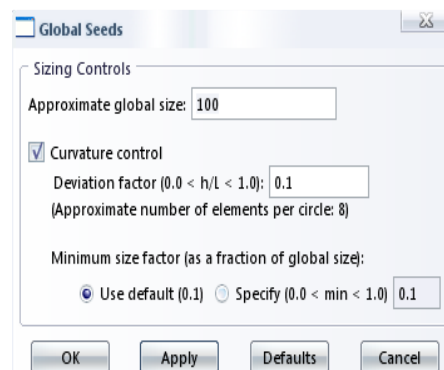 Global Seeds
Sizing Controls
Approximate global size: 100
Curvature control
Deviation factor (0.0 < h/L < 1.0): 0.1
(Approximate number of elements per circle: 8)
Minimum size factor (as a fraction of global size):
Use default (0.1) Specify (0.0 < min < 1.0) 0.1
OK Apply Defaults Cancel